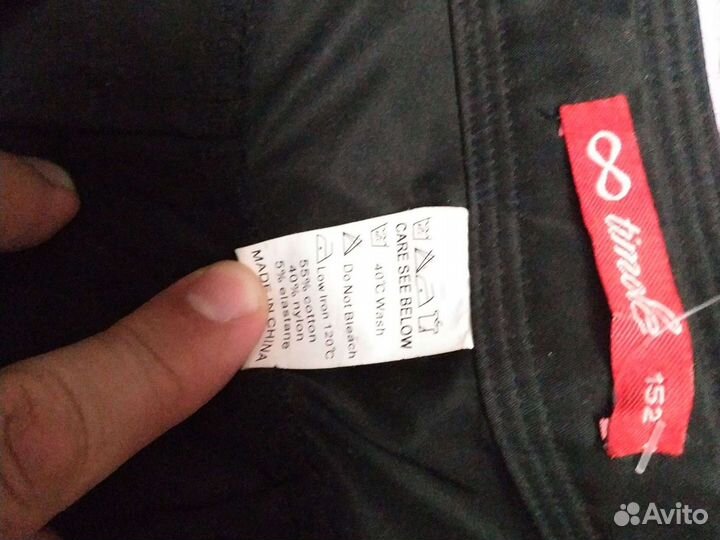 CARE SEE BELOW
40°C Wash
Do Not Bleach
Low Iron 120°C
55% cotton
40% nylon
5% elastane
MADE IN CHINA
timole
152
Avito